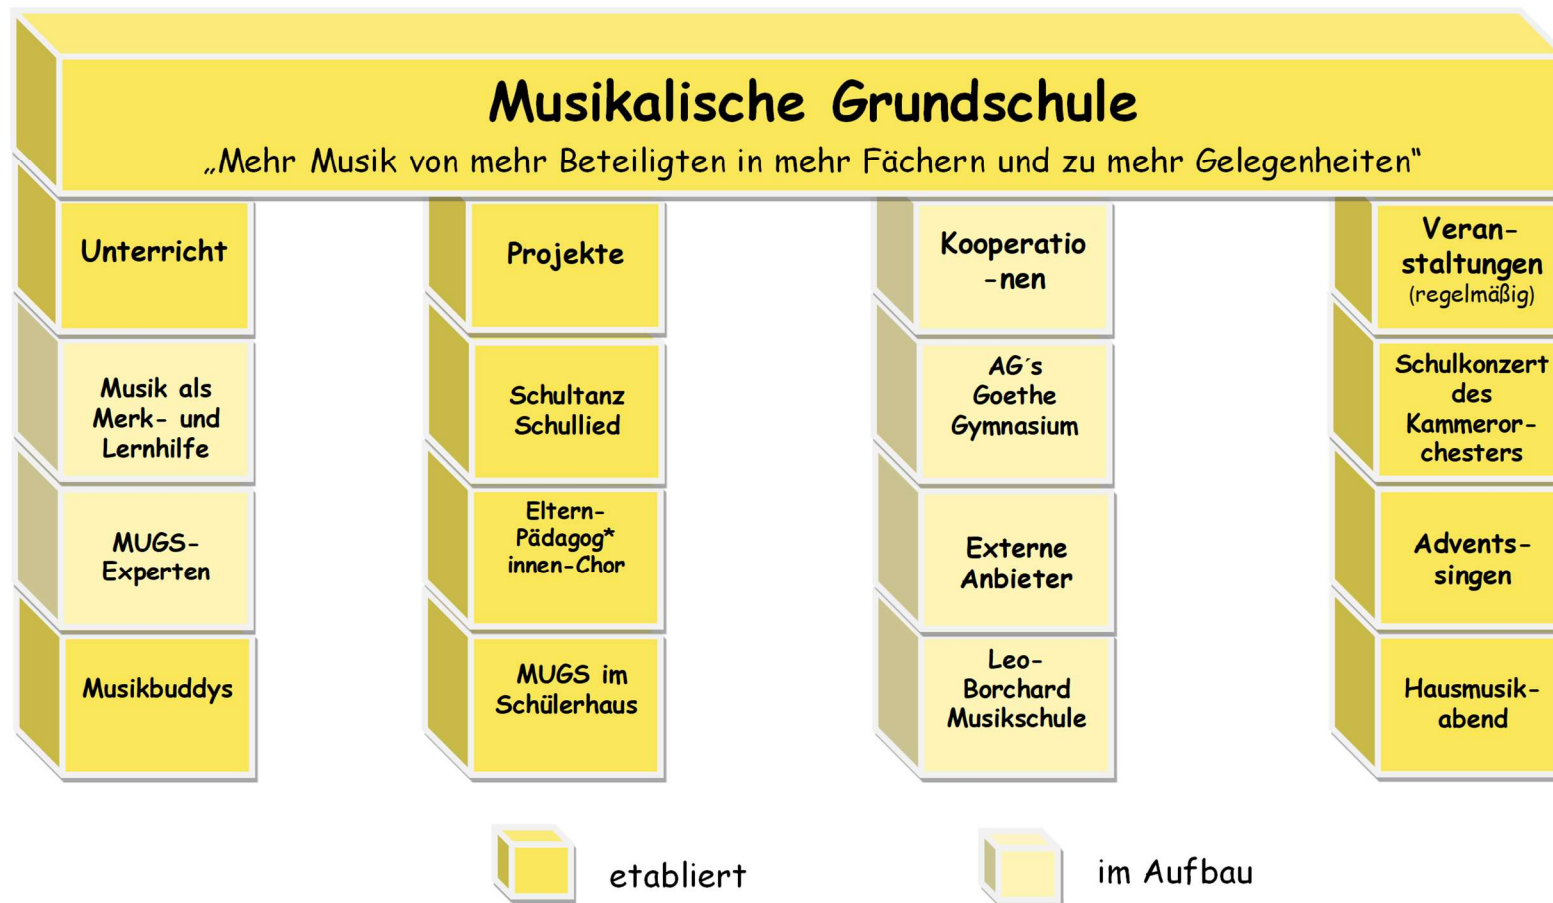 Musikalische Grundschule
„Mehr Musik von mehr Beteiligten in mehr Fächern und zu mehr Gelegenheiten“
Unterricht
Musik als
Merk- und
Lernhilfe
MUGS-
Experten
Musikbuddys
Projekte
Schultanz
Schullied
Eltern-
Pädagog*
innen-Chor
MUGS im
Schülerhaus
Kooperatio
-nen
AG´s
Goethe
Gymnasium
Externe
Anbieter
Leo-
Borchard
Musikschule
Veran-
staltungen
(regelmäßig)
Schulkonzert
des
Kammeror-
chesters
Advents-
singen
Hausmusik-
abend
etabliert
im Aufbau